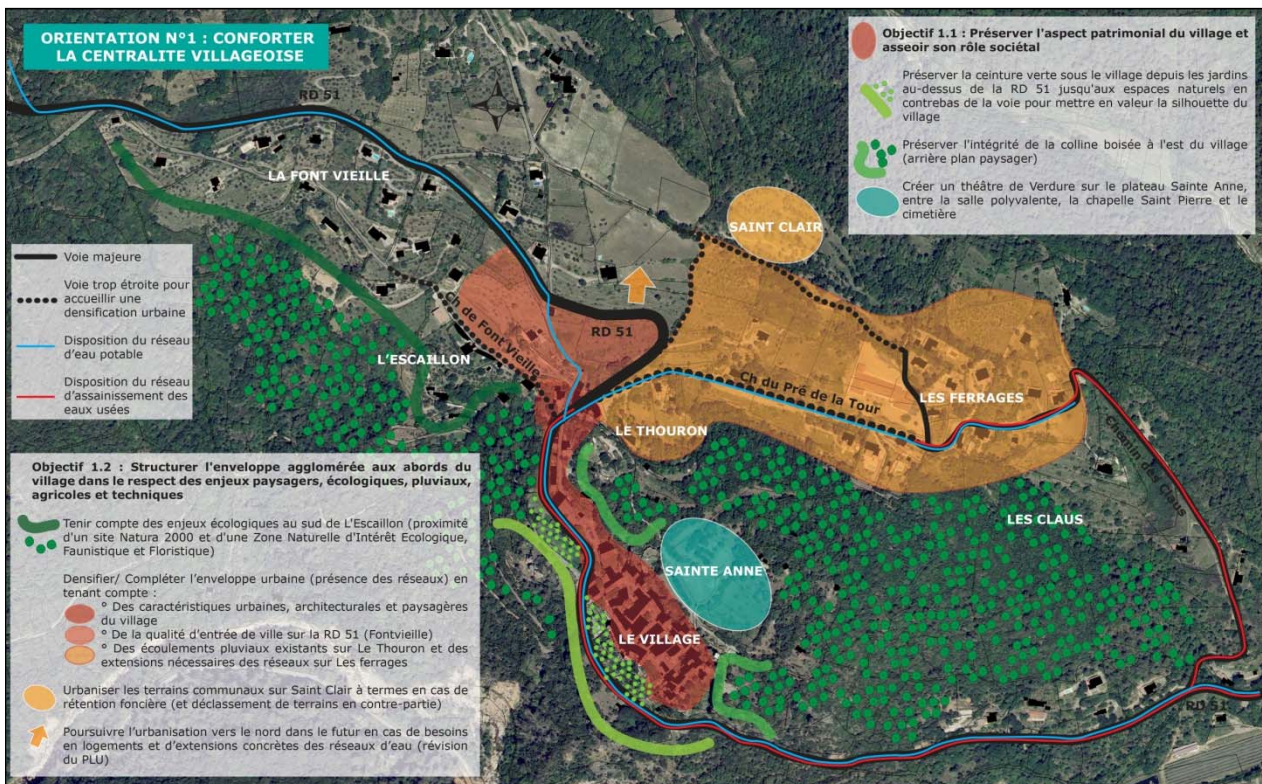 ORIENTATION N°1 : CONFORTER
LA CENTRALITE VILLAGEOISE
Objectif 1.1 : Préserver l'aspect patrimonial du village et
asseoir son rôle sociétal
Préserver la ceinture verte sous le village depuis les jardins
au-dessus de la RD 51 jusqu'aux espaces naturels en
contrebas de la voie pour mettre en valeur la silhouette du
village
Préserver l'intégrité de la colline boisée à l'est du village
(arrière plan paysager)
Créer un théâtre de Verdure sur le plateau Sainte Anne,
entre la salle polyvalente, la chapelle Saint Pierre et le
cimetière
RD 51
LA FONT VIEILLE
SAINT CLAIR
Voie majeure
Voie trop étroite pour
accueillir une
densification urbaine
Disposition du réseau
d'eau potable
Disposition du réseau
d'assainissement des
eaux usées
Ch de Font Vieille
RD 51
L'ESCAILLON
Ch du Pré de la Tour
LES FERRAGES
LE THOURON
Chemin des Claus
LES CLAUS
SAINTE ANNE
LE VILLAGE
RD 51
Objectif 1.2 : Structurer l'enveloppe agglomérée aux abords du
village dans le respect des enjeux paysagers, écologiques, pluviaux,
agricoles et techniques
Tenir compte des enjeux écologiques au sud de L'Escaillon (proximité
d'un site Natura 2000 et d'une Zone Naturelle d'Intérêt Ecologique,
Faunistique et Floristique)
Densifier/ Compléter l'enveloppe urbaine (présence des réseaux) en
tenant compte :
° Des caractéristiques urbaines, architecturales et paysagères
du village
° De la qualité d'entrée de ville sur la RD 51 (Fontvieille)
° Des écoulements pluviaux existants sur Le Thouron et des
extensions nécessaires des réseaux sur Les ferrages
Urbaniser les terrains communaux sur Saint Clair à termes en cas de
rétention foncière (et déclassement de terrains en contre-partie)
Poursuivre l'urbanisation vers le nord dans le futur en cas de besoins
en logements et d'extensions concrètes des réseaux d'eau (révision
du PLU)